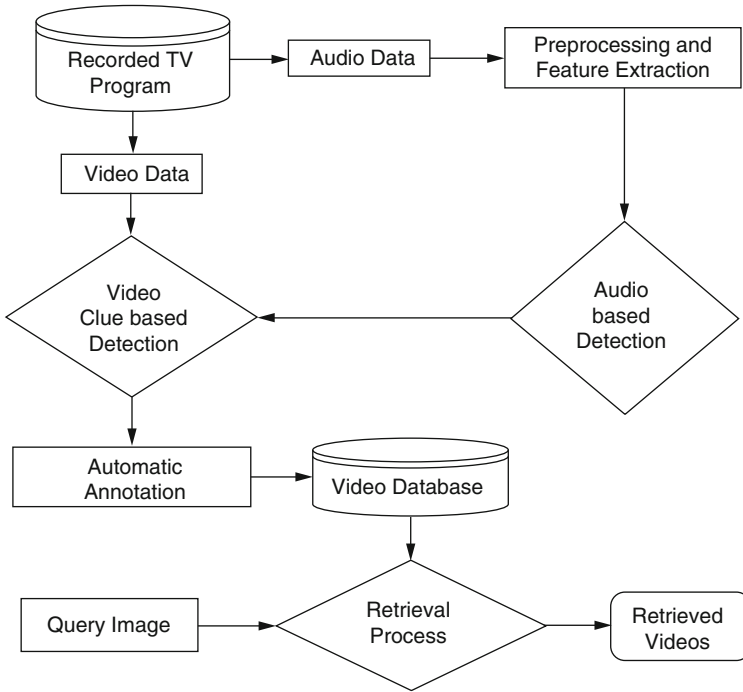 Recorded TV
Program
Audio Data
Preprocessing and
Feature Extraction
Video Data
Video
Clue based
Detection
Audio
based
Detection
Automatic
Annotation
Video Database
Query Image
Retrieval
Process
Retrieved
Videos